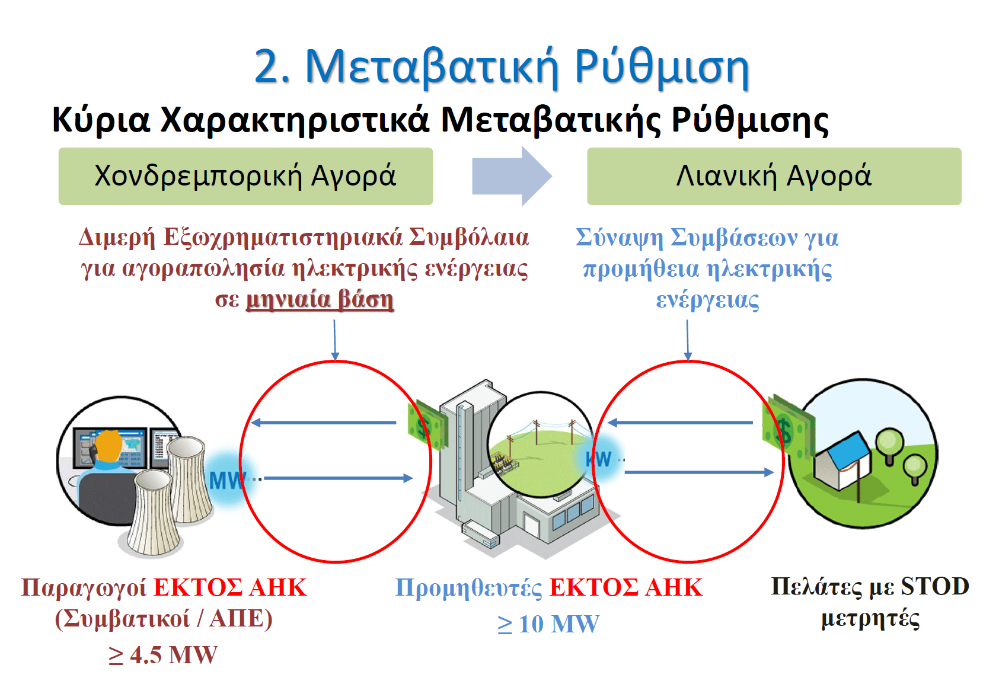 2. Μεταβατική Ρύθμιση
Κύρια Χαρακτηριστικά Μεταβατικής Ρύθμισης
Χονδρεμπορική Αγορά
Λιανική Αγορά
Διμερή Εξωχρηματιστηριακά Συμβόλαια
για αγοραπωλησία ηλεκτρικής ενέργειας
σε μηνιαία βάση
Σύναψη Συμβάσεων για
προμήθεια ηλεκτρικής
ενέργειας
MW
$
KW
$
Παραγωγοί ΕΚΤΟΣ ΑΗΚ
(Συμβατικοί / ΑΠΕ)
≥ 4.5 MW
Προμηθευτές ΕΚΤΟΣ ΑΗΚ
≥ 10 MW
Πελάτες με STOD
μετρητές